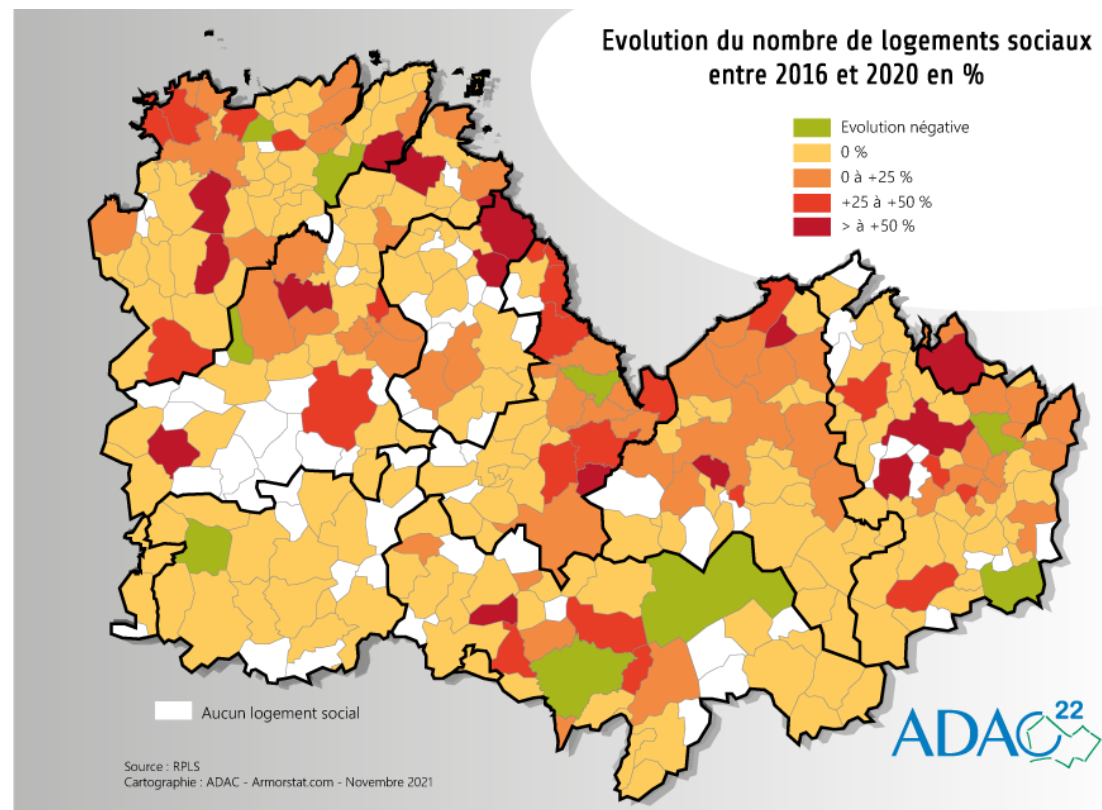 Evolution du nombre de logements sociaux
entre 2016 et 2020 en %
Evolution négative
0 %
0 à +25 %
+25 à +50 %
> à +50 %
Aucun logement social
ADAC 22
Source : RPLS
Cartographie : ADAC - Armorstat.com - Novembre 2021